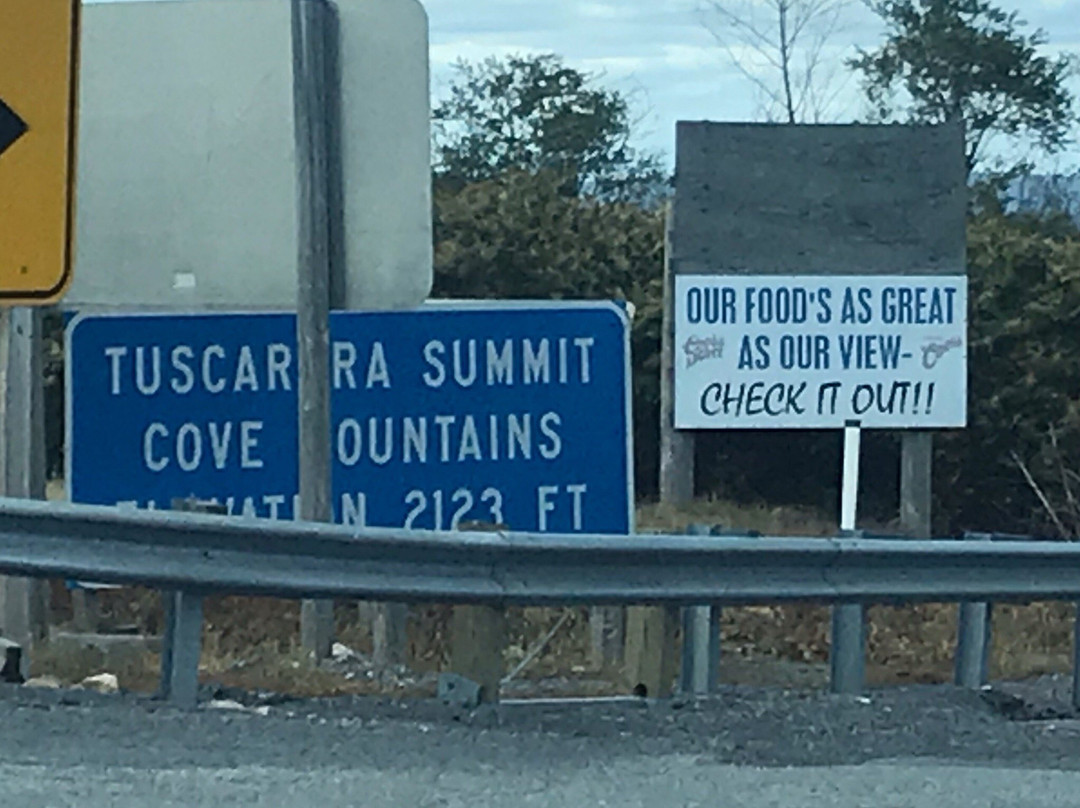 TUSCAR RA SUMMIT
COVE OUNTAINS
2123 FT
OUR FOOD'S AS GREAT
AS OUR VIEW-
CHECK IT OUT!!